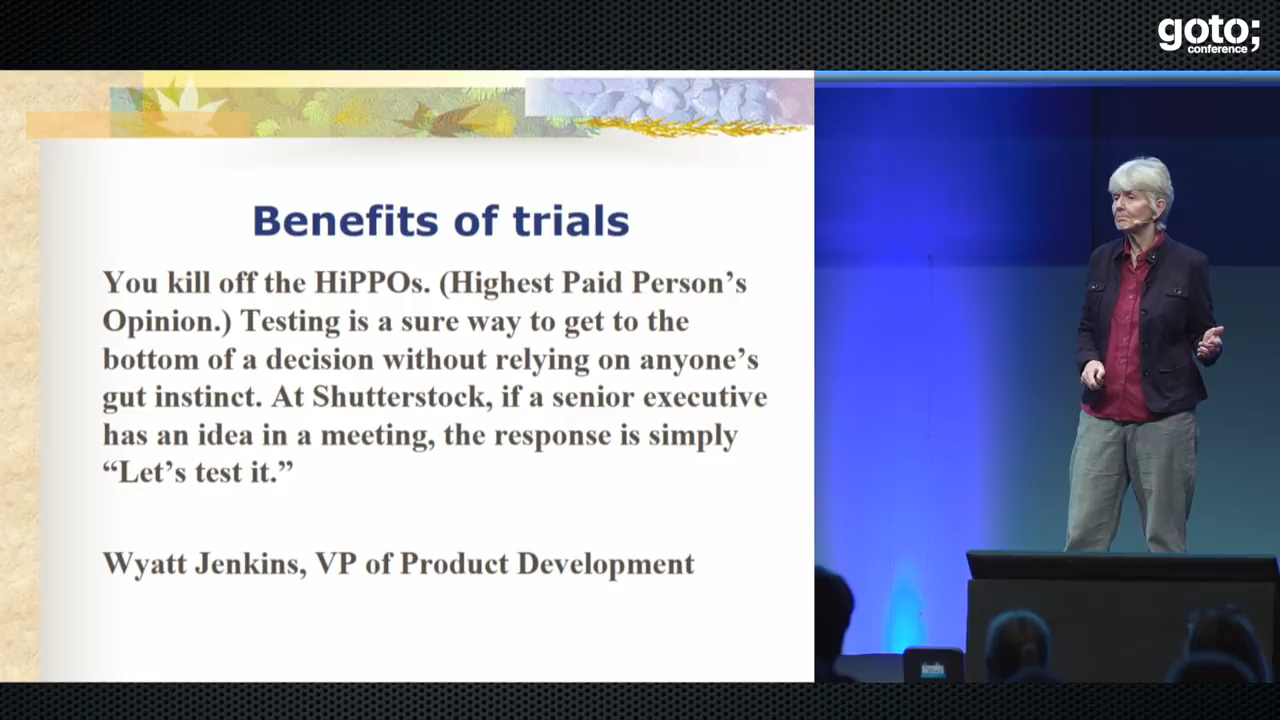 goto;
conference
Benefits of trials
You kill off the HiPPOs. (Highest Paid Person's
Opinion.) Testing is a sure way to get to the
bottom of a decision without relying on anyone's
gut instinct. At Shutterstock, if a senior executive
has an idea in a meeting, the response is simply
“Let's test it.”
Wyatt Jenkins, VP of Product Development